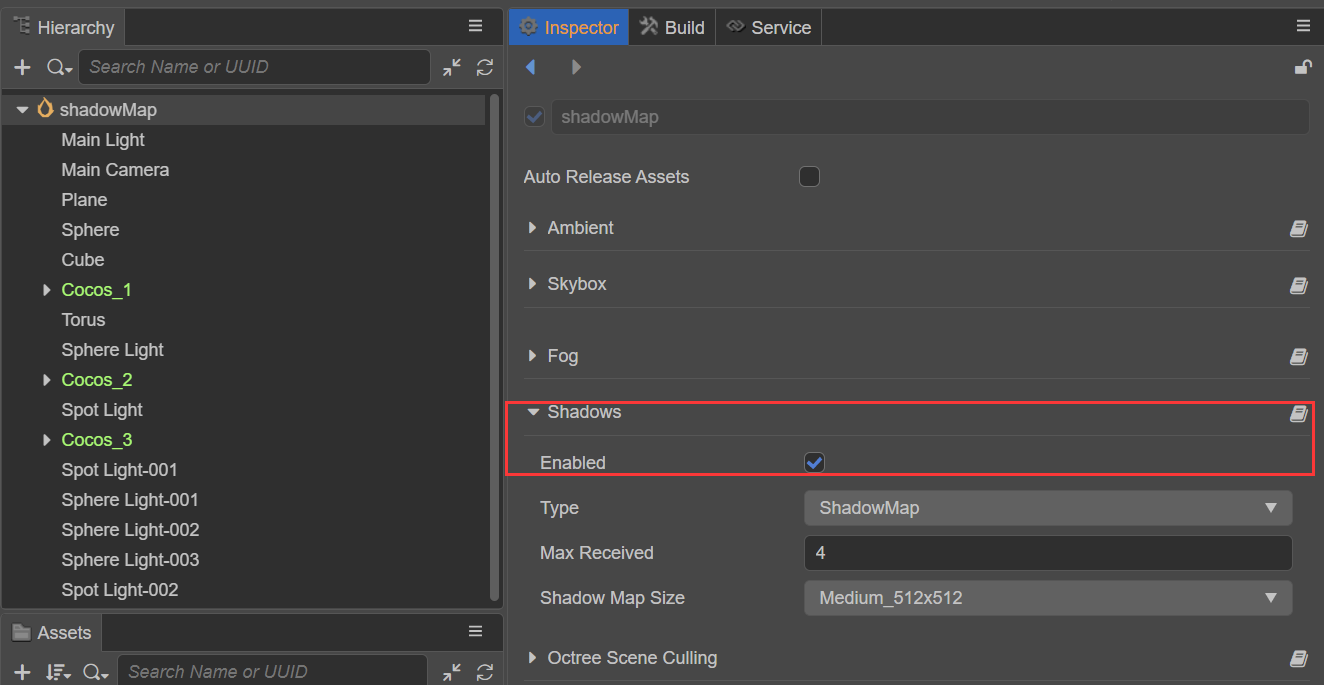 Hierarchy
Search Name or UUID
shadowMap
Main Light
Main Camera
Plane
Sphere
Cube
Cocos_1
Torus
Sphere Light
Cocos_2
Spot Light
Cocos_3
Spot Light-001
Sphere Light-001
Sphere Light-002
Sphere Light-003
Spot Light-002
Assets
Search Name or UUID
Inspector Build Service
shadowMap
Auto Release Assets
Ambient
Skybox
Fog
Shadows
Enabled
Type ShadowMap
Max Received 4
Shadow Map Size Medium_512x512
Octree Scene Culling